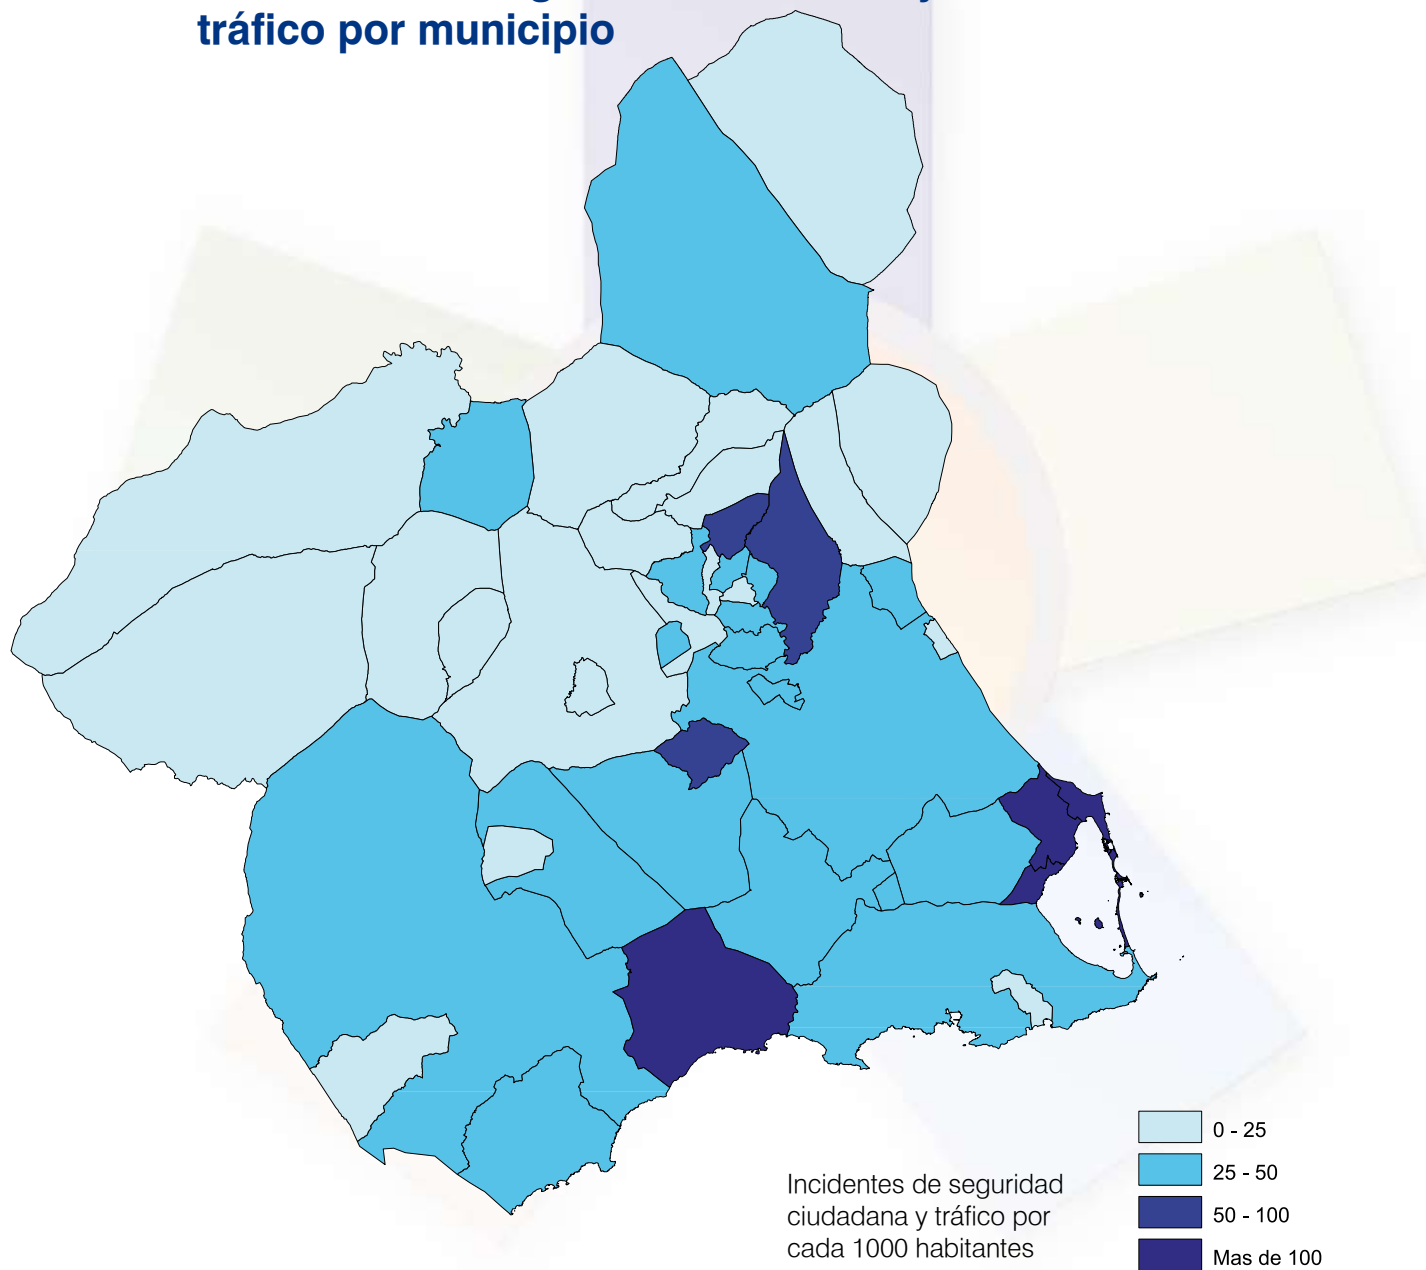 tráfico por municipio
0 - 25
25 - 50
50 - 100
Mas de 100
Incidentes de seguridad
ciudadana y tráfico por
cada 1000 habitantes